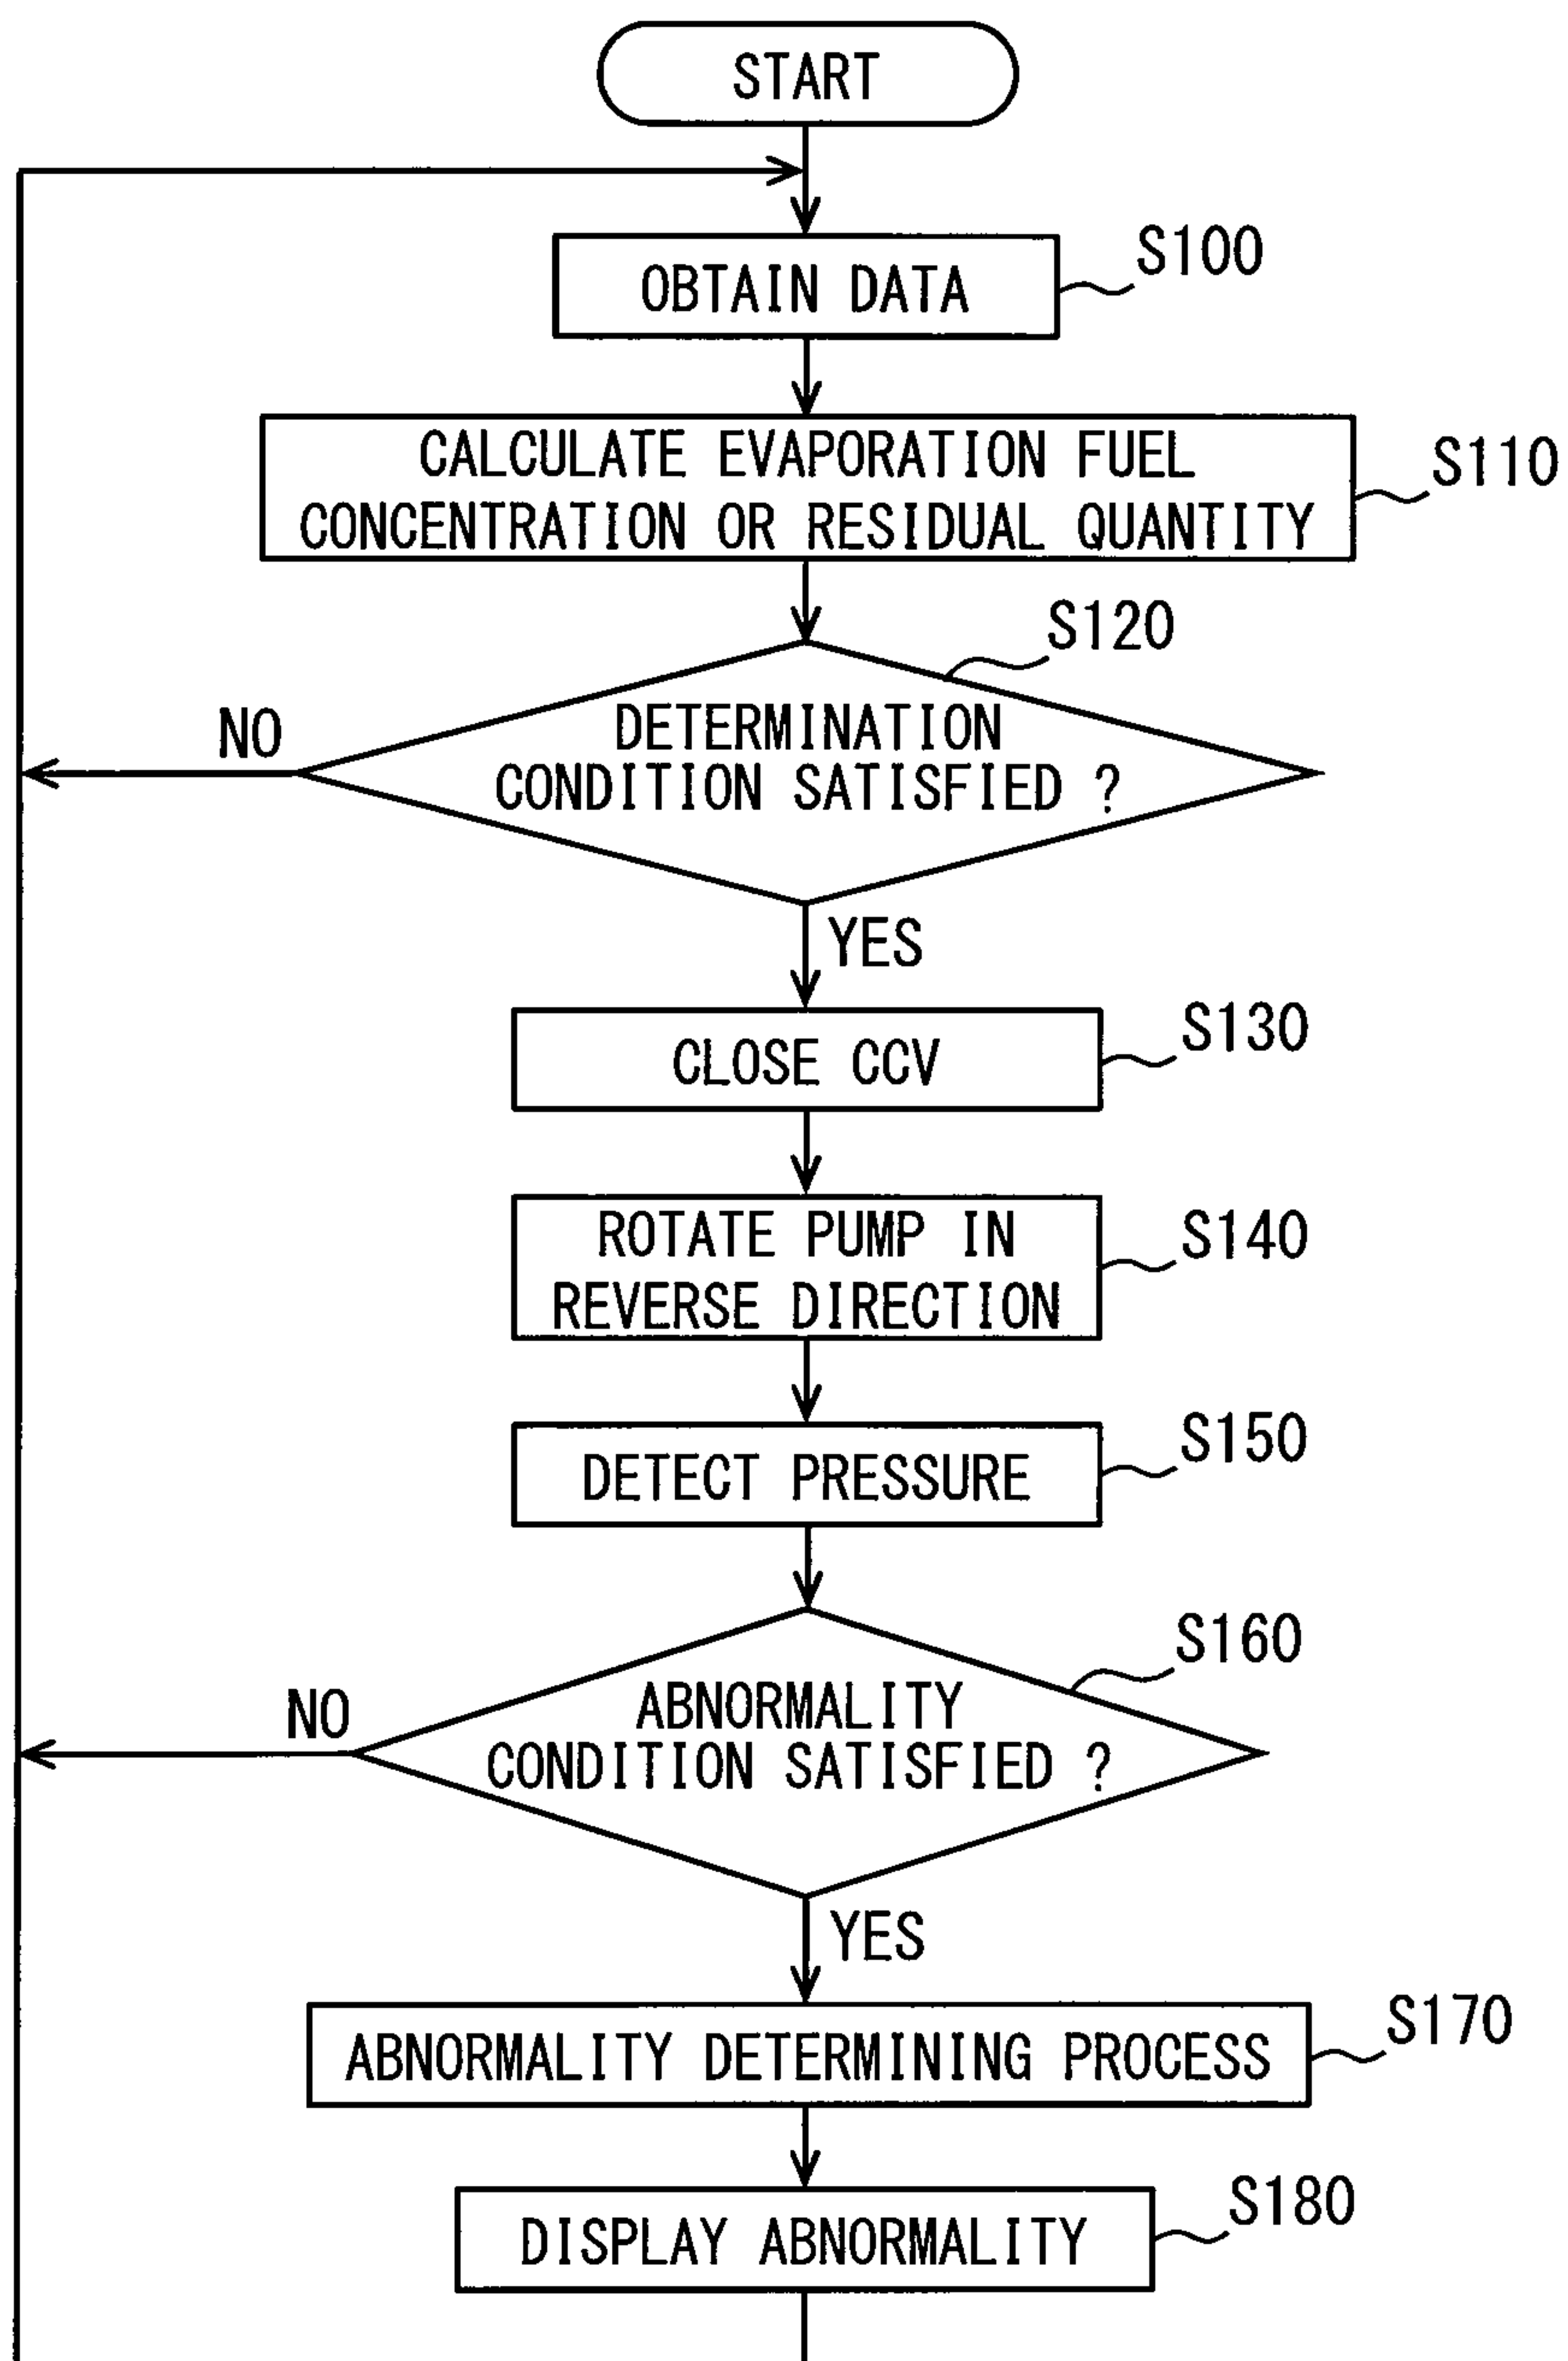 START
S100
OBTAIN DATA
S110
CALCULATE EVAPORATION FUEL
CONCENTRATION OR RESIDUAL QUANTITY
S120
DETERMINATION
CONDITION SATISFIED ?
NO
YES
S130
CLOSE CCV
S140
ROTATE PUMP IN
REVERSE DIRECTION
S150
DETECT PRESSURE
S160
ABNORMALITY
CONDITION SATISFIED ?
NO
YES
S170
ABNORMALITY DETERMINING PROCESS
S180
DISPLAY ABNORMALITY